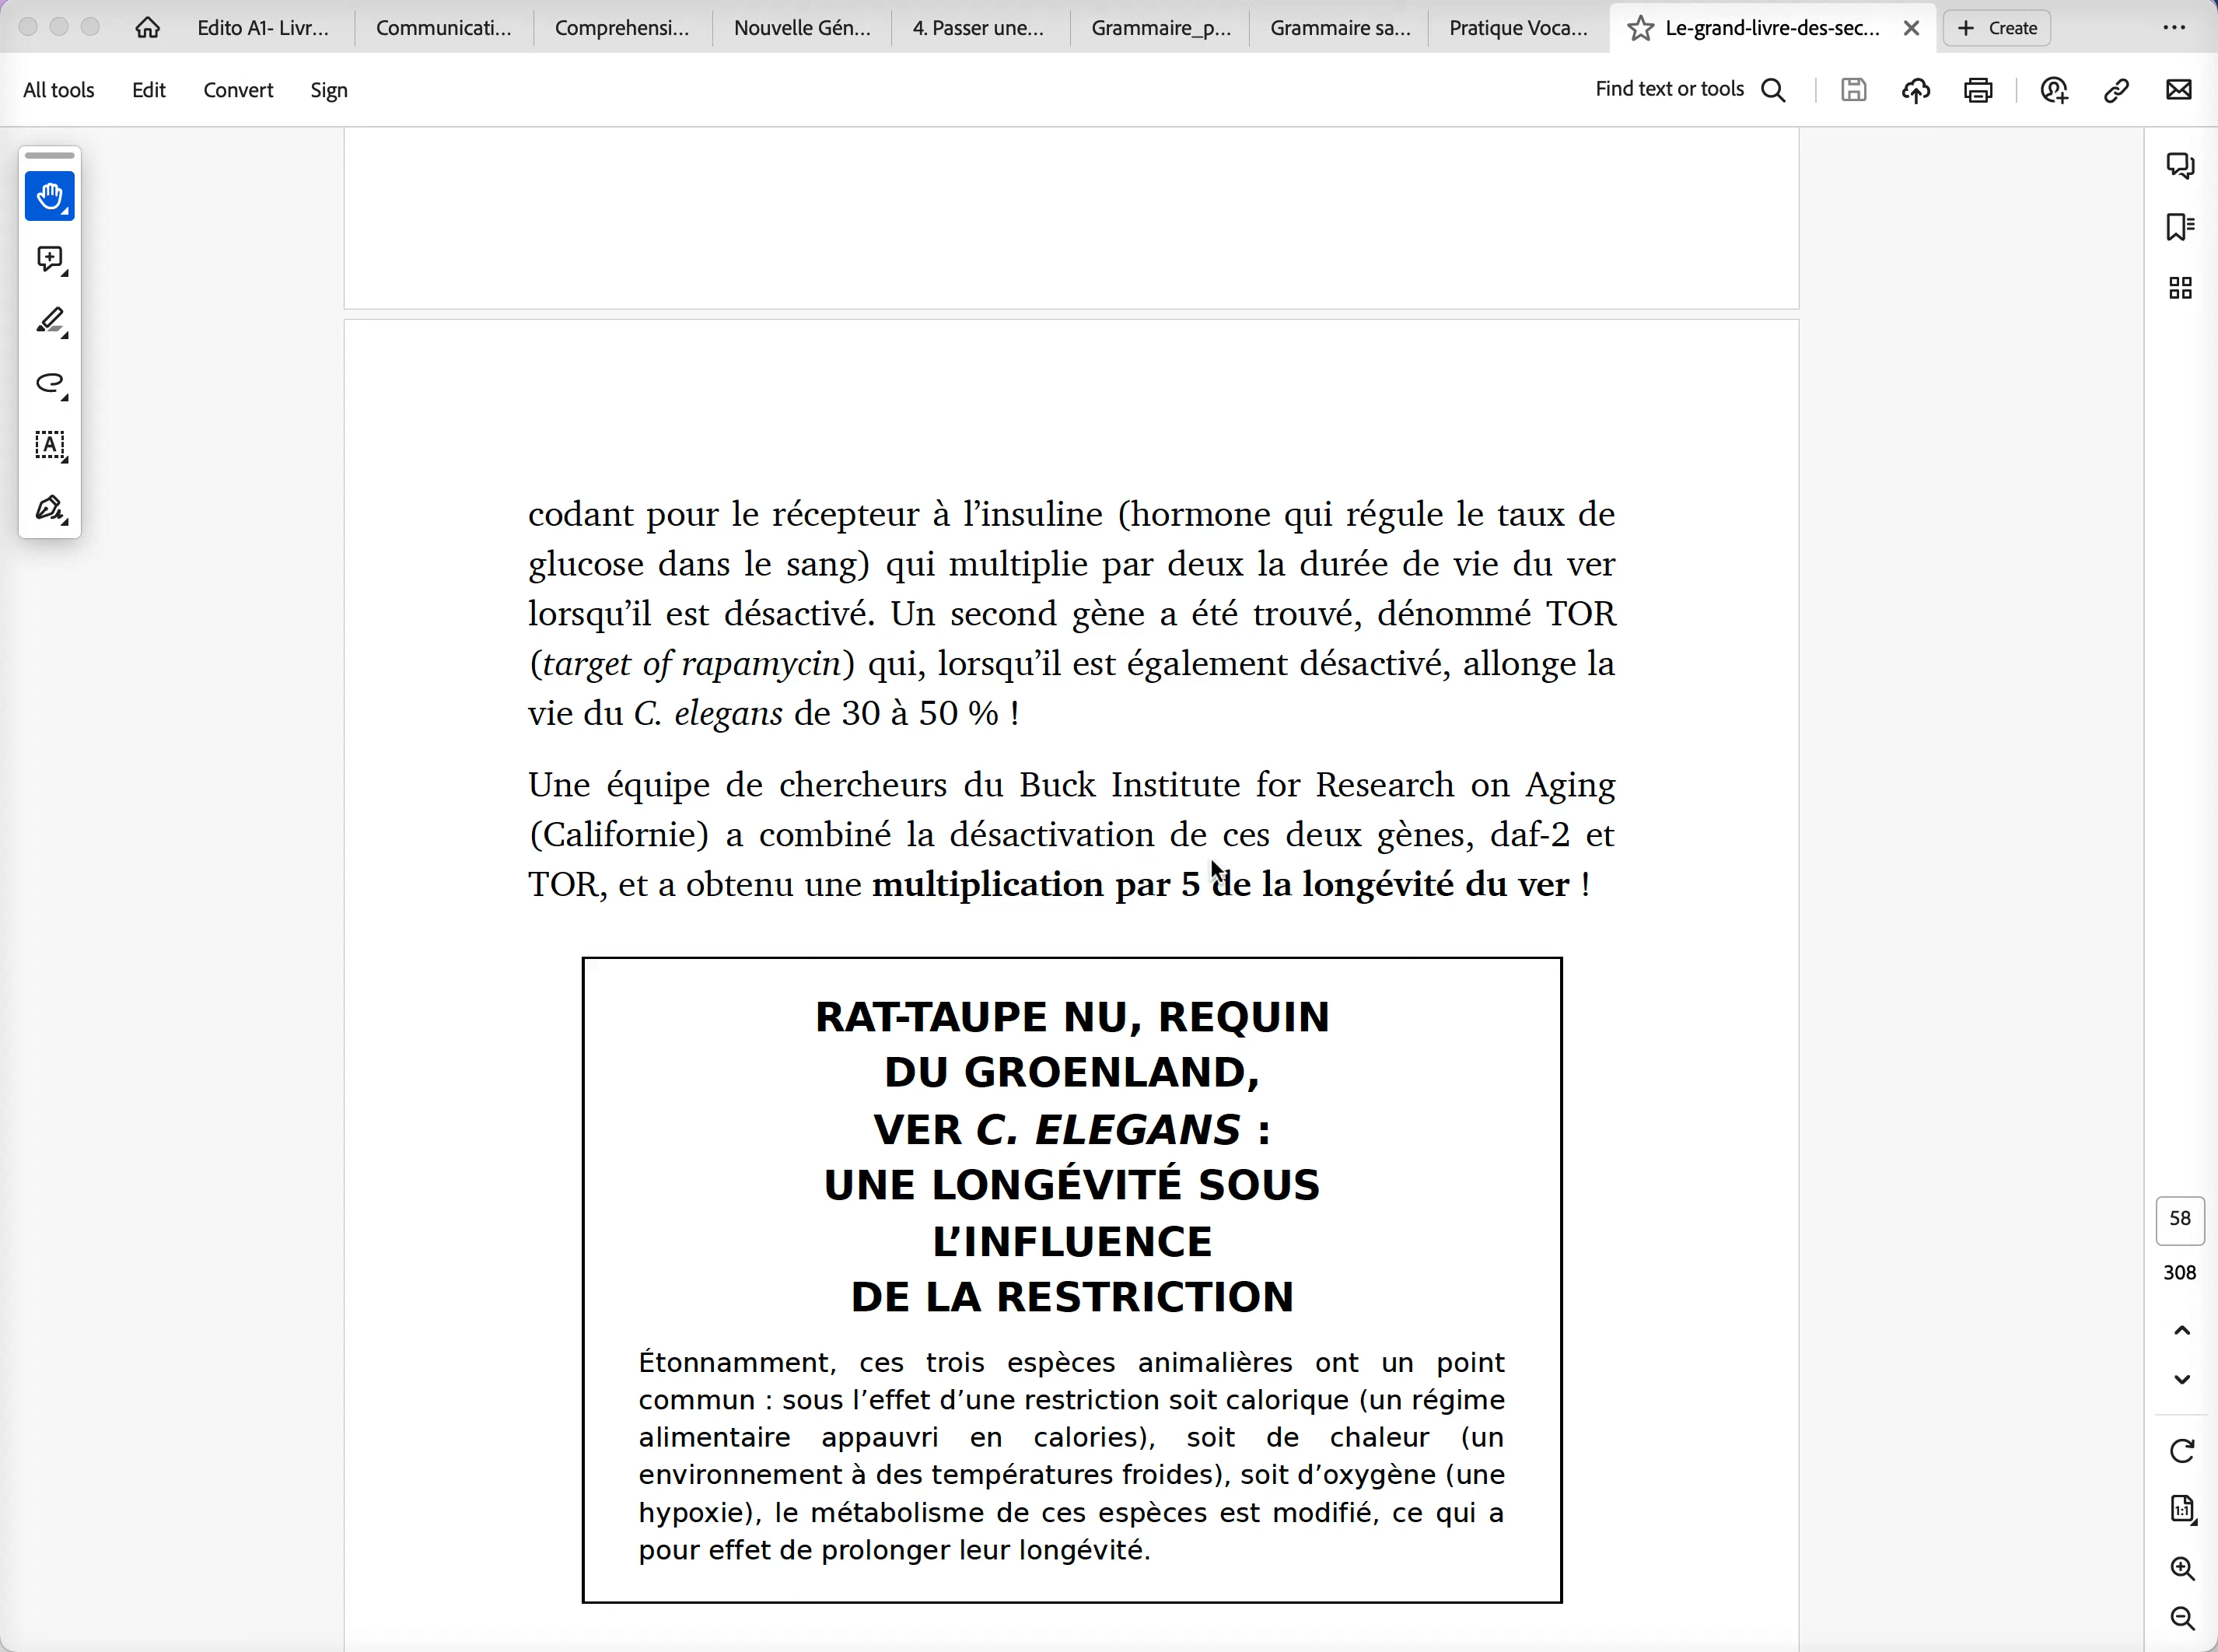 Edito A1- Livr...
Communicati...
Comprehensi...
Nouvelle Gén...
4. Passer une...
Grammaire_p...
Grammaire sa...
Pratique Voca...
Le-grand-livre-des-sec...
Create
All tools
Edit
Convert
Sign
Find text or tools
codant pour le récepteur à l’insuline (hormone qui régule le taux de
glucose dans le sang) qui multiplie par deux la durée de vie du ver
lorsqu’il est désactivé. Un second gène a été trouvé, dénommé TOR
(target of rapamycin) qui, lorsqu’il est également désactivé, allonge la
vie du C. elegans de 30 à 50 % !
Une équipe de chercheurs du Buck Institute for Research on Aging
(Californie) a combiné la désactivation de ces deux gènes, daf-2 et
TOR, et a obtenu une multiplication par 5 de la longévité du ver !
RAT-TAUPE NU, REQUIN
DU GROENLAND,
VER C. ELEGANS :
UNE LONGÉVITÉ SOUS
L’INFLUENCE
DE LA RESTRICTION
Étonnamment, ces trois espèces animalières ont un point
commun : sous l’effet d’une restriction soit calorique (un régime
alimentaire appauvri en calories), soit de chaleur (un
environnement à des températures froides), soit d’oxygène (une
hypoxie), le métabolisme de ces espèces est modifié, ce qui a
pour effet de prolonger leur longévité.
58
308
1:1